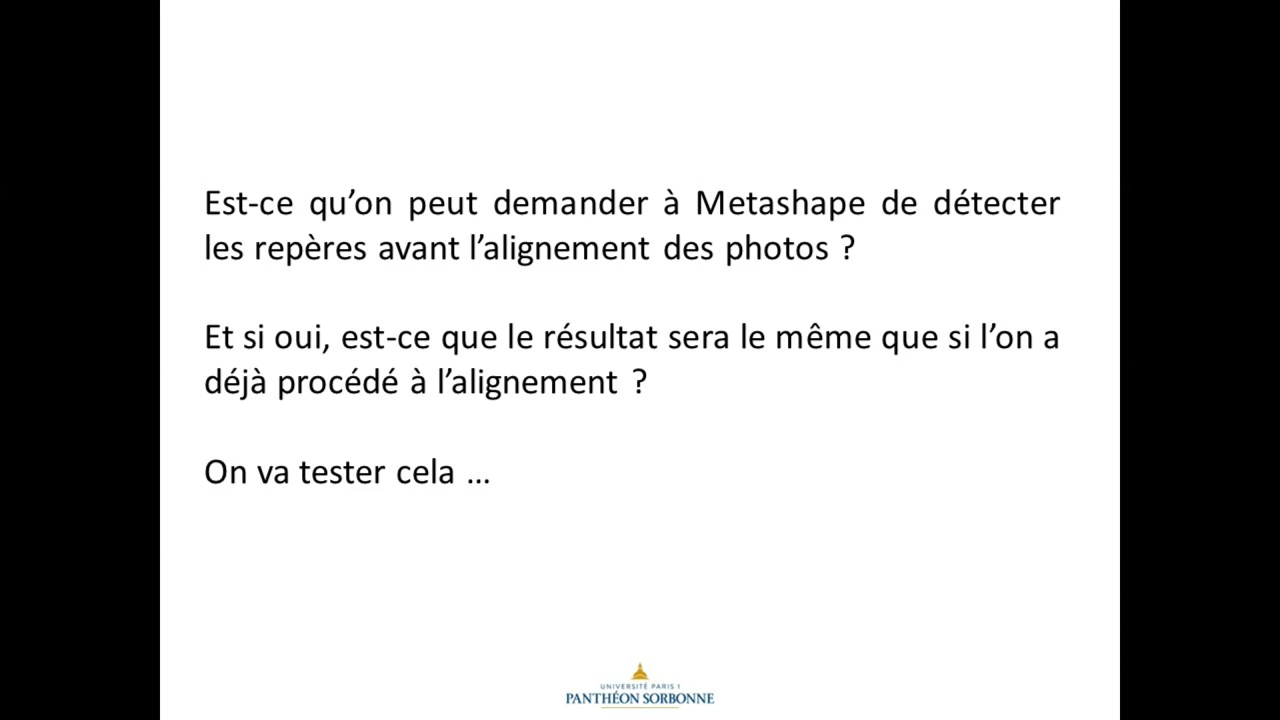 Est-ce qu’on peut demander à Metashape de détecter
les repères avant l’alignement des photos ?
Et si oui, est-ce que le résultat sera le même que si l’on a
déjà procédé à l’alignement ?
On va tester cela …
UNIVERSITÉ PARIS 1
PANTHÉON SORBONNE